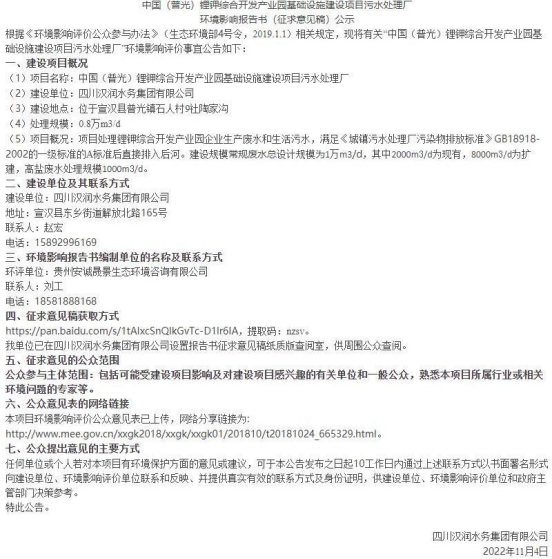 中国（普光）锂钾综合开发产业园基础设施建设项目污水处理厂
环境影响报告书（征求意见稿）公示
根据《环境影响评价公众参与办法》（生态环境部4号令，2019.1.1）相关规定，现将有关“中国（普光）锂钾综合开发产业园基
础设施建设项目污水处理厂”环境影响评价事宜公告如下：
一、建设项目概况
（1）项目名称：中国（普光）锂钾综合开发产业园基础设施建设项目污水处理厂
（2）建设单位：四川汉润水务集团有限公司
（3）建设地点：位于宣汉县普光镇石人村9社陶家沟
（4）处理规模：0.8万m3/d
（5）项目概况：项目处理锂钾综合开发产业园企业生产废水和生活污水，满足《城镇污水处理厂污染物排放标准》GB18918-
2002的一级标准的A标准后直接排入后河。建设规模常规废水总设计规模为1万m3/d，其中2000m3/d为现有，8000m3/d为扩
建，高盐废水处理规模1000m3/d。
二、建设单位及其联系方式
建设单位：四川汉润水务集团有限公司
地址：宣汉县东乡街道解放北路165号
联系人：赵宏
电话：15892996169
三、环境影响报告书编制单位的名称及联系方式
环评单位：贵州安诚晟景生态环境咨询有限公司
联系人：刘工
电话：18581888168
四、征求意见稿获取方式
https://pan.baidu.com/s/1tAlxcSnQIkGvTc-D1Ir6IA，提取码：nzsv。
我单位已在四川汉润水务集团有限公司设置报告书征求意见稿纸质版查阅室，供周围公众查阅。
五、征求意见的公众范围
公众参与主体范围：包括可能受建设项目影响及对建设项目感兴趣的有关单位和一般公众，熟悉本项目所属行业或相关
环境问题的专家等。
六、公众意见表的网络链接
本项目环境影响评价公众意见表已上传，网络分享链接为：
http://www.mee.gov.cn/xxgk2018/xxgk/xxgk01/201810/t20181024_665329.html。
七、公众提出意见的主要方式
任何单位或个人若对本项目有环境保护方面的意见或建议，可于本公告发布之日起10工作日内通过上述联系方式以书面署名形式
向建设单位、环境影响评价单位联系和反映、并提供真实有效的联系方式及身份证明，供建设单位、环境影响评价单位和政府主
管部门决策参考。
特此公告。
四川汉润水务集团有限公司
2022年11月4日